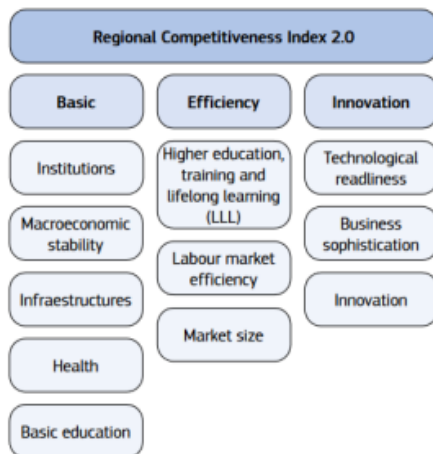 Regional Competitiveness Index 2.0
Basic
Institutions
Macroeconomic
stability
Infraestructures
Health
Basic education
Efficiency
Higher education,
training and
lifelong learning
(LLL)
Labour market
efficiency
Market size
Innovation
Technological
readliness
Business
sophistication
Innovation